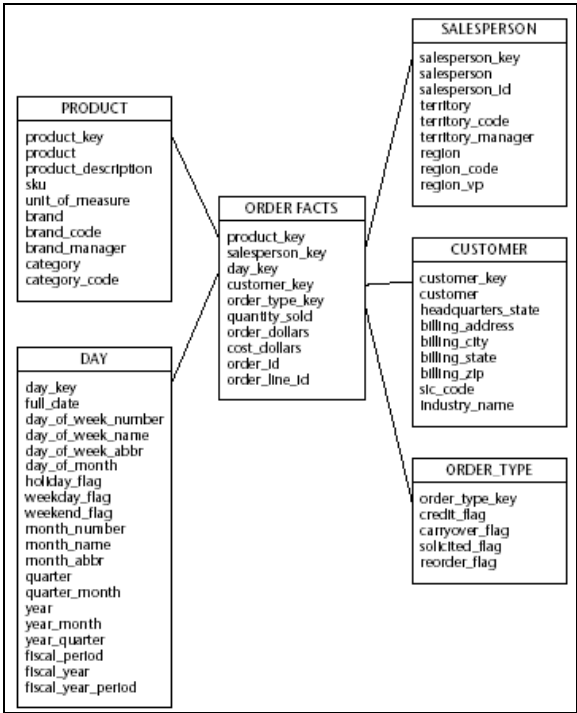 SALESPERSON
salesperson_key
salesperson
salesperson_id
territory
territory_code
territory_manager
region
region_code
region_vp
PRODUCT
product_key
product
product_description
sku
unit_of_measure
brand
brand_code
brand_manager
category
category_code
ORDER FACTS
product_key
salesperson_key
day_key
customer_key
order_type_key
quantity_sold
order_dollars
cost_dollars
order_id
order_line_id
CUSTOMER
customer_key
customer
headquarters_state
billing_address
billing_city
billing_state
billing_zip
sic_code
industry_name
DAY
day_key
full_date
day_of_week_number
day_of_week_name
day_of_week_abbr
day_of_month
holiday_flag
weekday_flag
weekend_flag
month_number
month_name
month_abbr
quarter
quarter_month
year
year_month
year_quarter
fiscal_period
fiscal_year
fiscal_year_period
ORDER_TYPE
order_type_key
credit_flag
carryover_flag
solicited_flag
reorder_flag